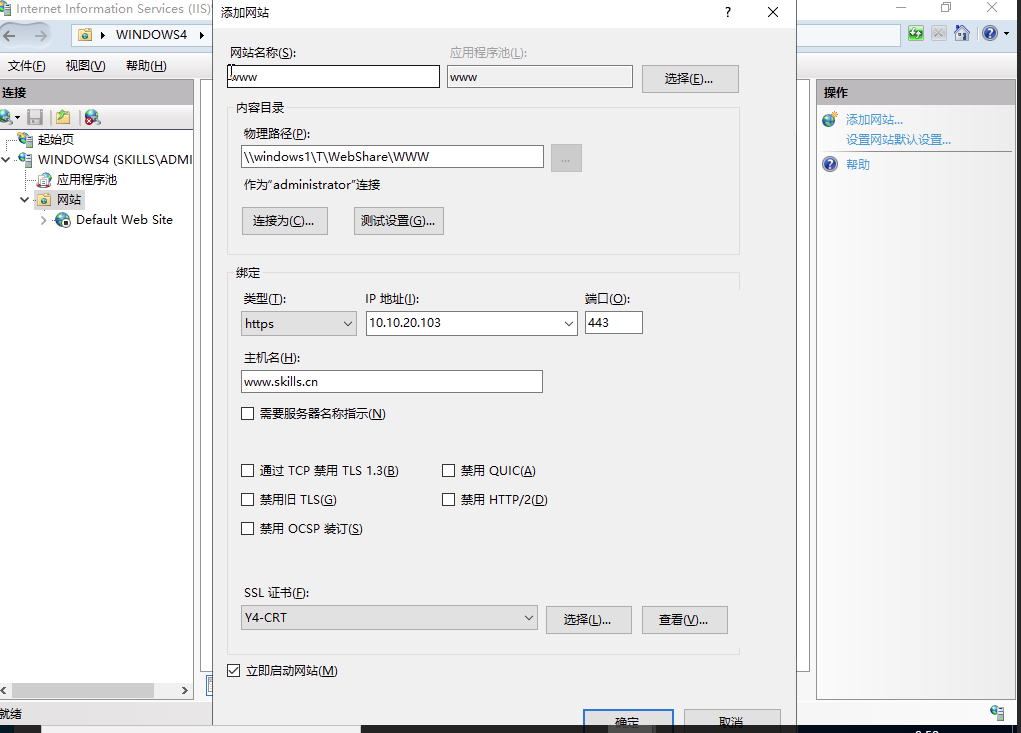 Internet Information Services (IIS)
添加网站
?
WINDOWS4
文件(F)
视图(V)
帮助(H)
连接
起始页
WINDOWS4 (SKILLS\ADMI
应用程序池
网站
Default Web Site
就绪
网站名称(S):
应用程序池(L):
www
www
选择(E)...
内容目录
物理路径(P):
\\windows1\T\WebShare\WWW
...
作为“administrator”连接
连接为(C)...
测试设置(G)...
绑定
类型(T):
IP 地址(I):
端口(O):
https
10.10.20.103
443
主机名(H):
www.skills.cn
需要服务器名称指示(N)
通过 TCP 禁用 TLS 1.3(B)
禁用 QUIC(A)
禁用旧 TLS(G)
禁用 HTTP/2(D)
禁用 OCSP 装订(S)
SSL 证书(F):
Y4-CRT
选择(L)...
查看(V)...
立即启动网站(M)
确定
取消
操作
添加网站...
设置网站默认设置...
帮助